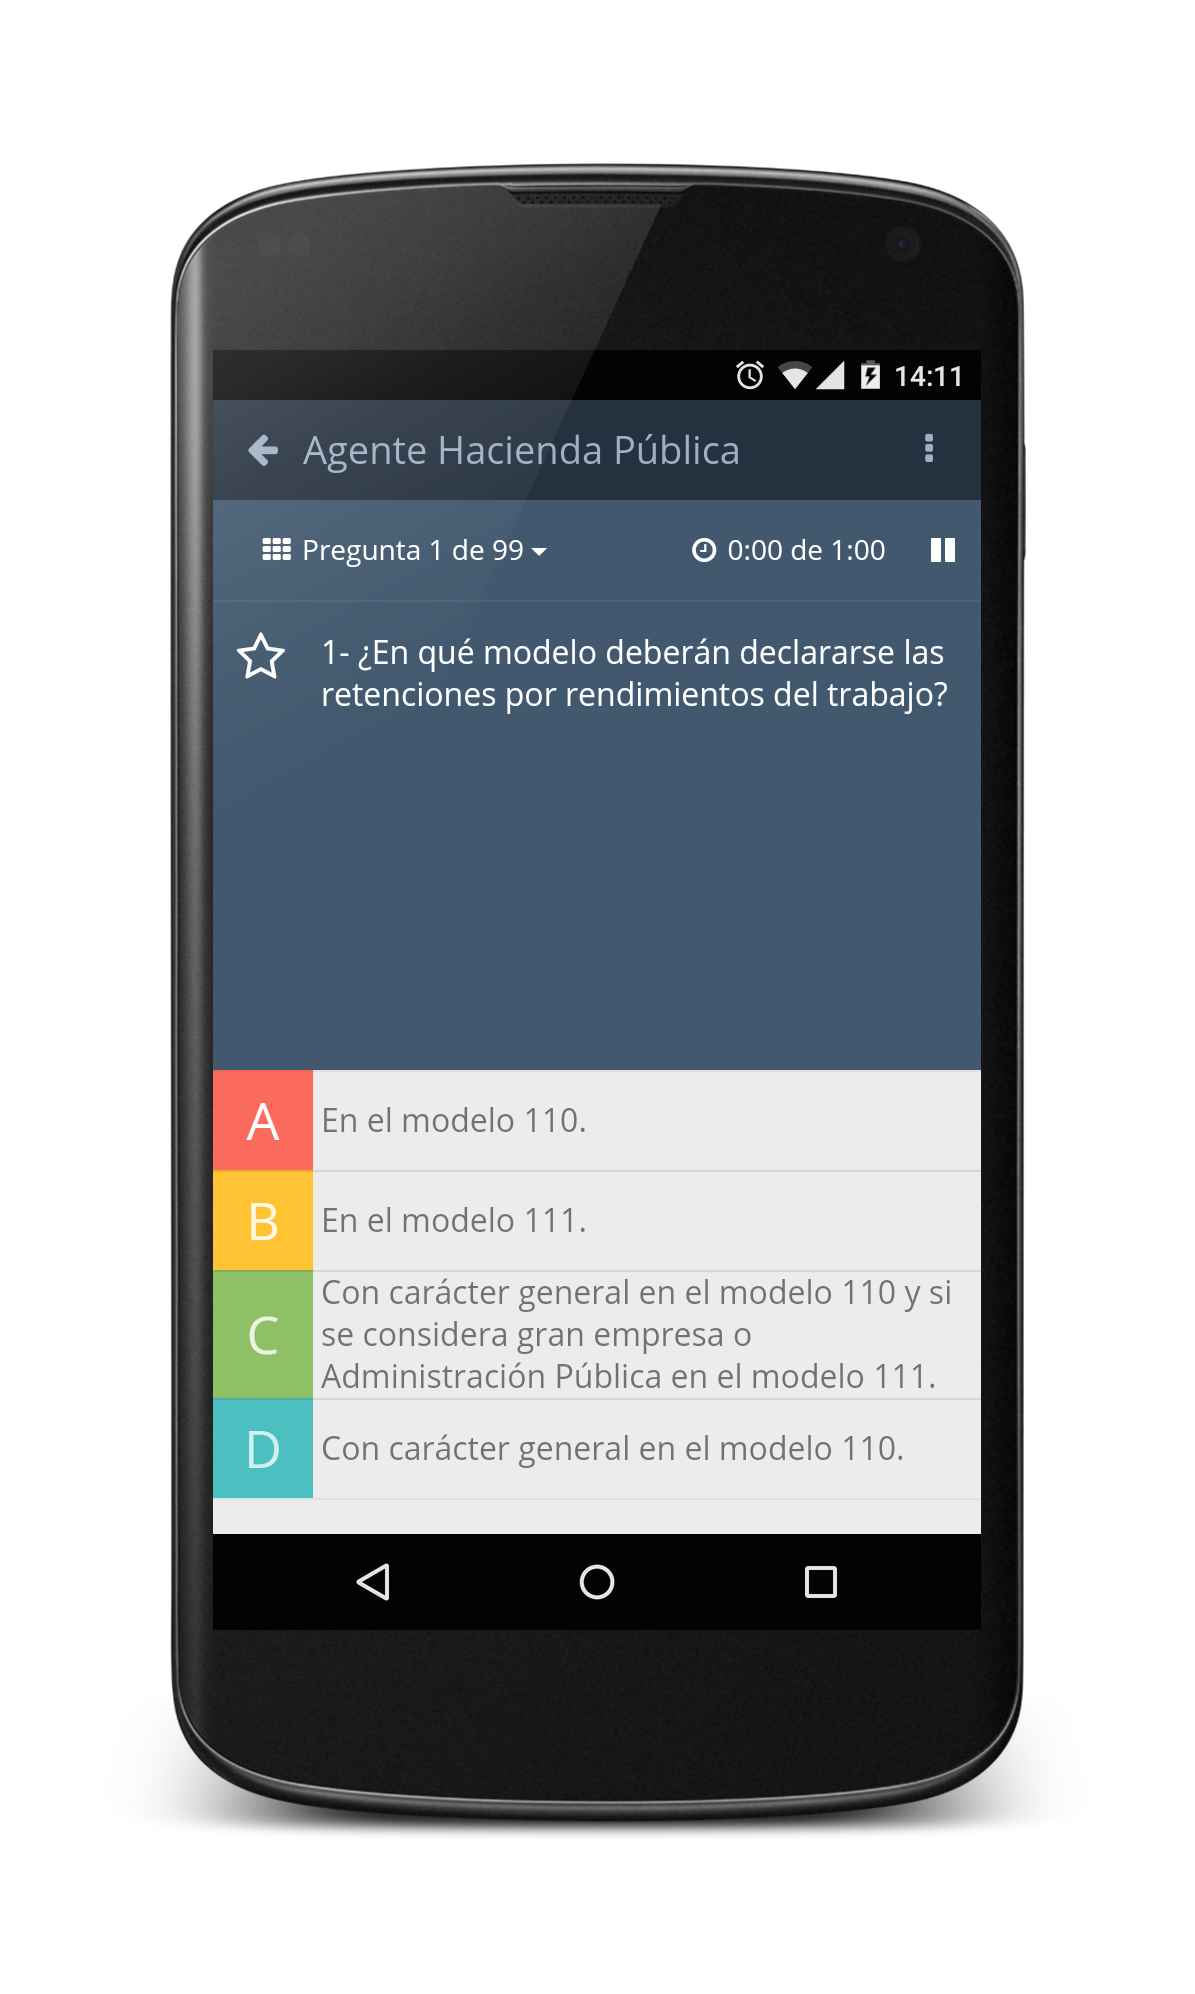 14:11
Agente Hacienda Pública
Pregunta 1 de 99
0:00 de 1:00
1- ¿En qué modelo deberán declararse las
retenciones por rendimientos del trabajo?
A
En el modelo 110.
B
En el modelo 111.
C
Con carácter general en el modelo 110 y si
se considera gran empresa o
Administración Pública en el modelo 111.
D
Con carácter general en el modelo 110.